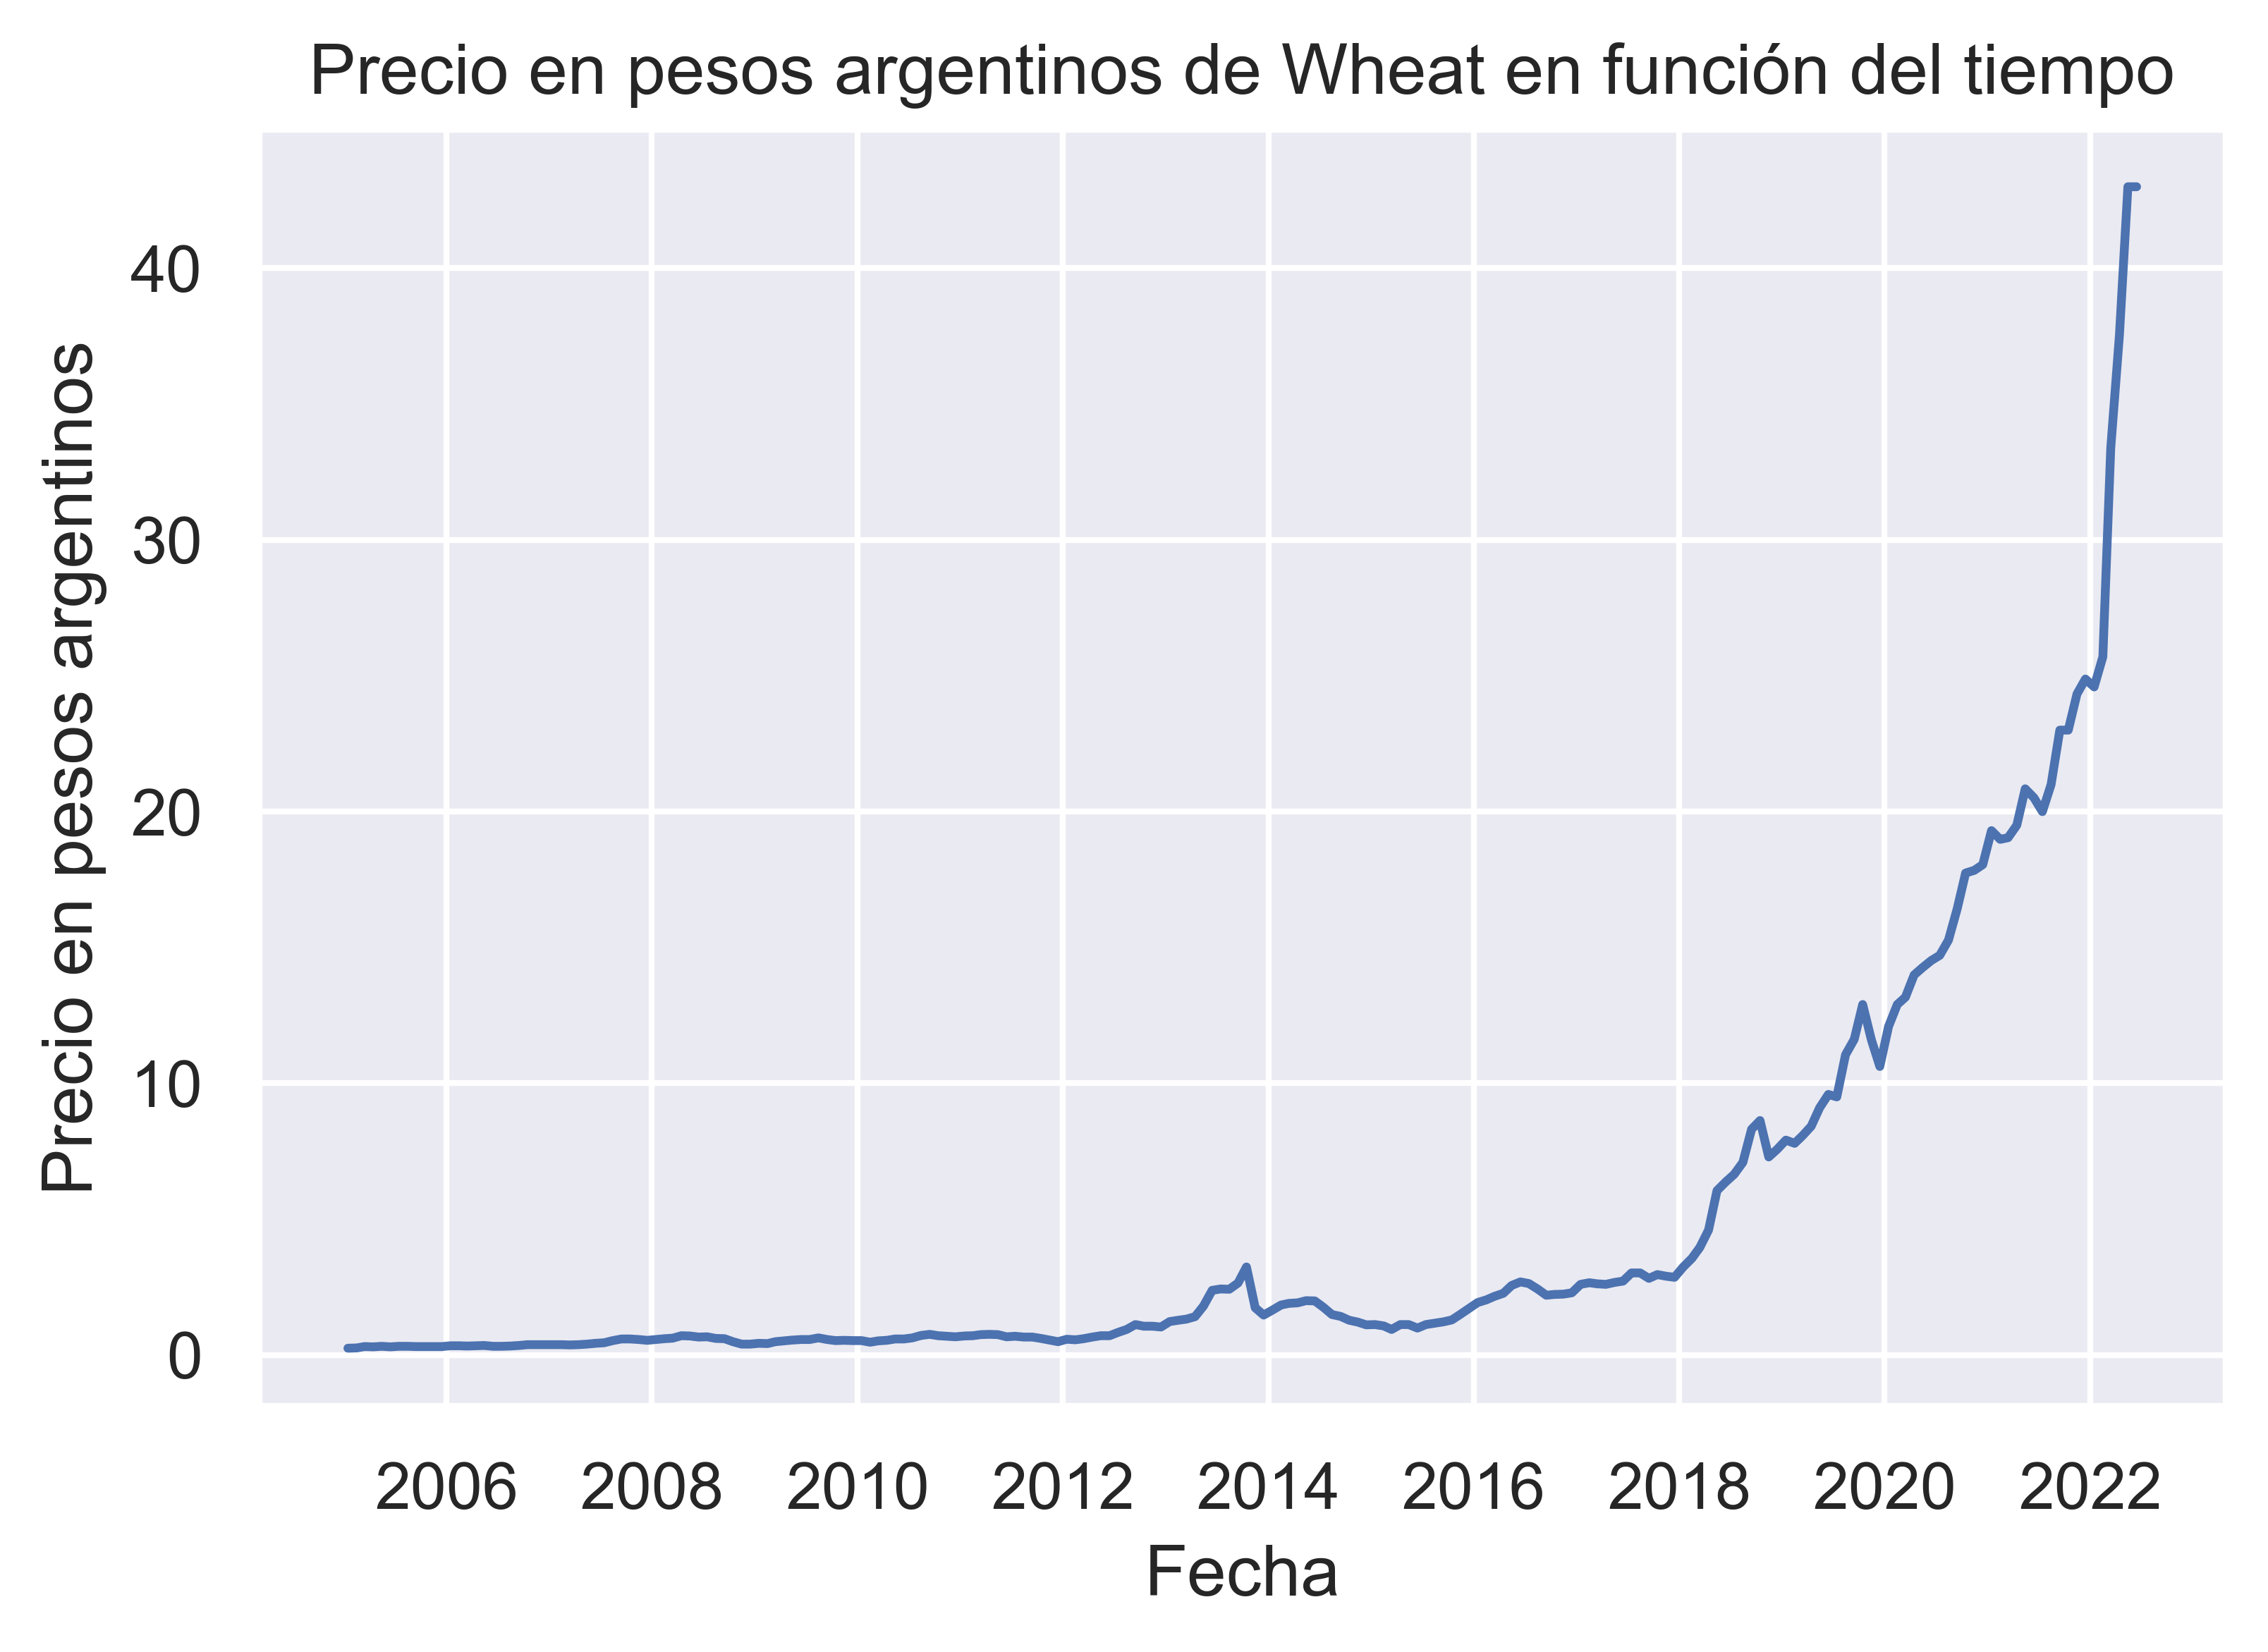 Precio en pesos argentinos de Wheat en función del tiempo
Precio en pesos argentinos
40
30
20
10
0
2006 2008 2010 2012 2014 2016 2018 2020 2022
Fecha